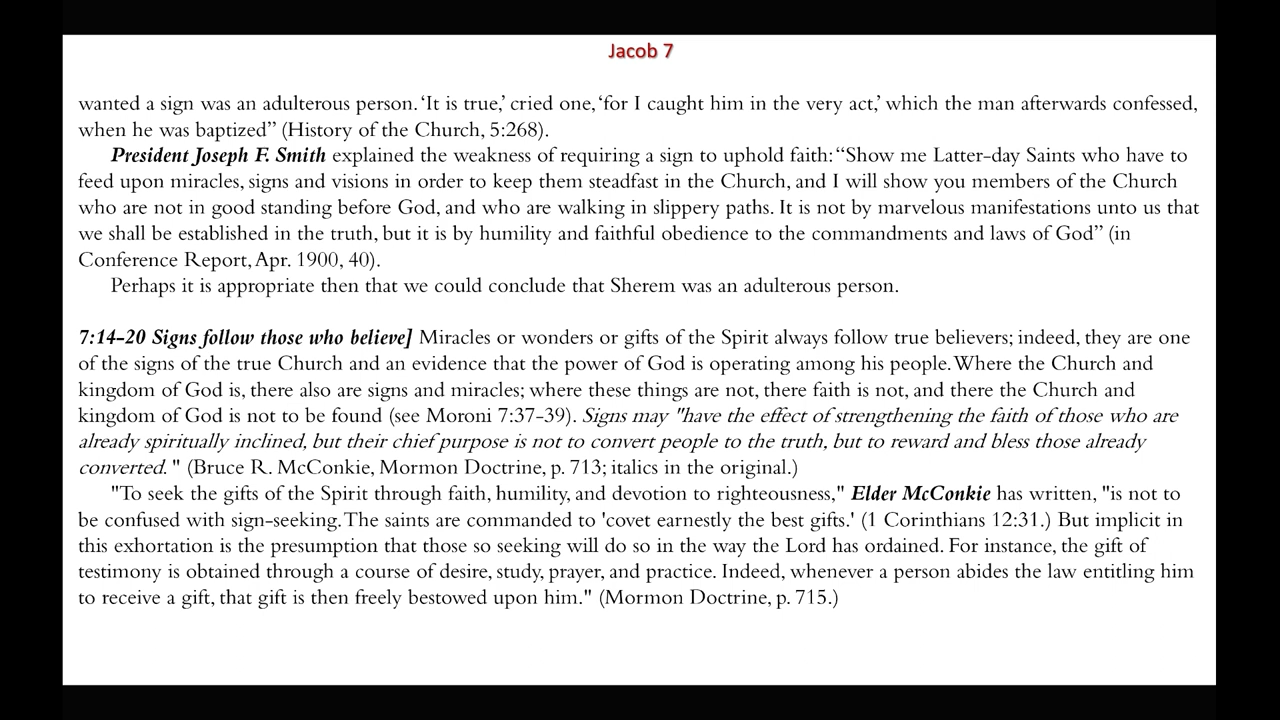 Jacob 7
wanted a sign was an adulterous person. ‘It is true,’ cried one, ‘for I caught him in the very act,’ which the man afterwards confessed,
when he was baptized” (History of the Church, 5:268).
President Joseph F. Smith explained the weakness of requiring a sign to uphold faith: “Show me Latter-day Saints who have to
feed upon miracles, signs and visions in order to keep them steadfast in the Church, and I will show you members of the Church
who are not in good standing before God, and who are walking in slippery paths. It is not by marvelous manifestations unto us that
we shall be established in the truth, but it is by humility and faithful obedience to the commandments and laws of God” (in
Conference Report, Apr. 1900, 40).
Perhaps it is appropriate then that we could conclude that Sherem was an adulterous person.
7:14-20 Signs follow those who believe] Miracles or wonders or gifts of the Spirit always follow true believers; indeed, they are one
of the signs of the true Church and an evidence that the power of God is operating among his people. Where the Church and
kingdom of God is, there also are signs and miracles; where these things are not, there faith is not, and there the Church and
kingdom of God is not to be found (see Moroni 7:37-39). Signs may "have the effect of strengthening the faith of those who are
already spiritually inclined, but their chief purpose is not to convert people to the truth, but to reward and bless those already
converted. " (Bruce R. McConkie, Mormon Doctrine, p. 713; italics in the original.)
"To seek the gifts of the Spirit through faith, humility, and devotion to righteousness," Elder McConkie has written, "is not to
be confused with sign-seeking. The saints are commanded to 'covet earnestly the best gifts.' (1 Corinthians 12:31.) But implicit in
this exhortation is the presumption that those so seeking will do so in the way the Lord has ordained. For instance, the gift of
testimony is obtained through a course of desire, study, prayer, and practice. Indeed, whenever a person abides the law entitling him
to receive a gift, that gift is then freely bestowed upon him." (Mormon Doctrine, p. 715.)